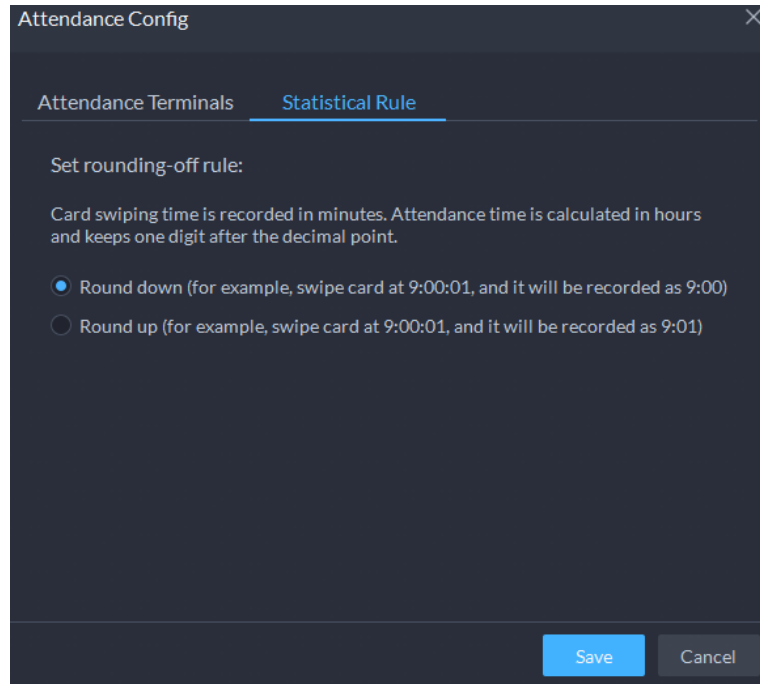 Attendance Config
Attendance Terminals
Statistical Rule
Set rounding-off rule:
Card swiping time is recorded in minutes. Attendance time is calculated in hours
and keeps one digit after the decimal point.
Round down (for example, swipe card at 9:00:01, and it will be recorded as 9:00)
Round up (for example, swipe card at 9:00:01, and it will be recorded as 9:01)
Save
Cancel